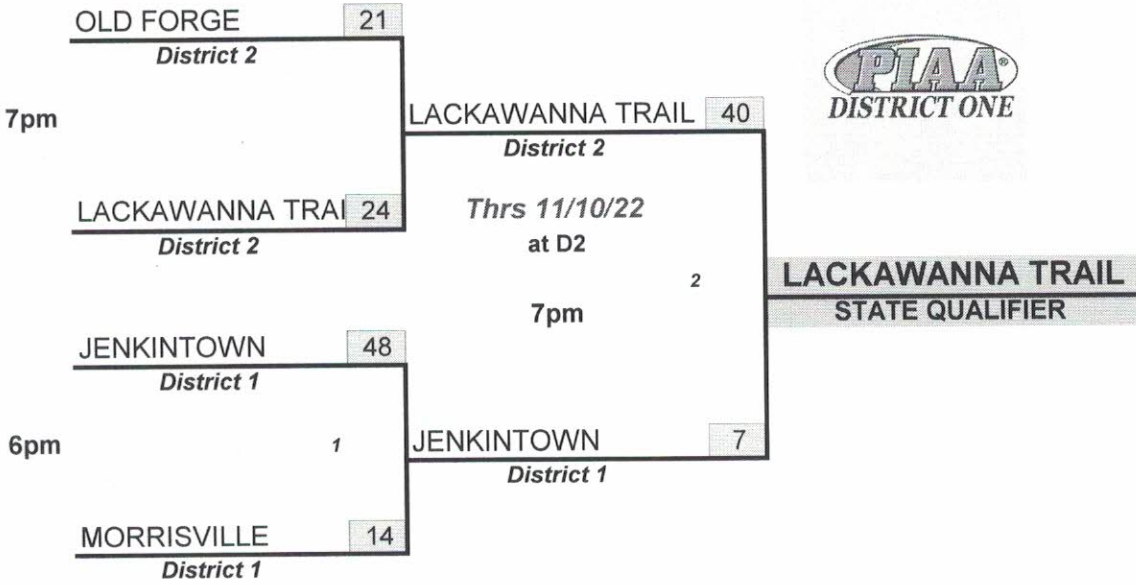 OLD FORGE 21
District 2
7pm
LACKAWANNA TRAI 24
District 2
JENKINTOWN 48
District 1
6pm
1
MORRISVILLE 14
District 1
LACKAWANNA TRAIL 40
District 2
Thrs 11/10/22
at D2
2
7pm
JENKINTOWN 7
District 1
PIAA®
DISTRICT ONE
LACKAWANNA TRAIL
STATE QUALIFIER